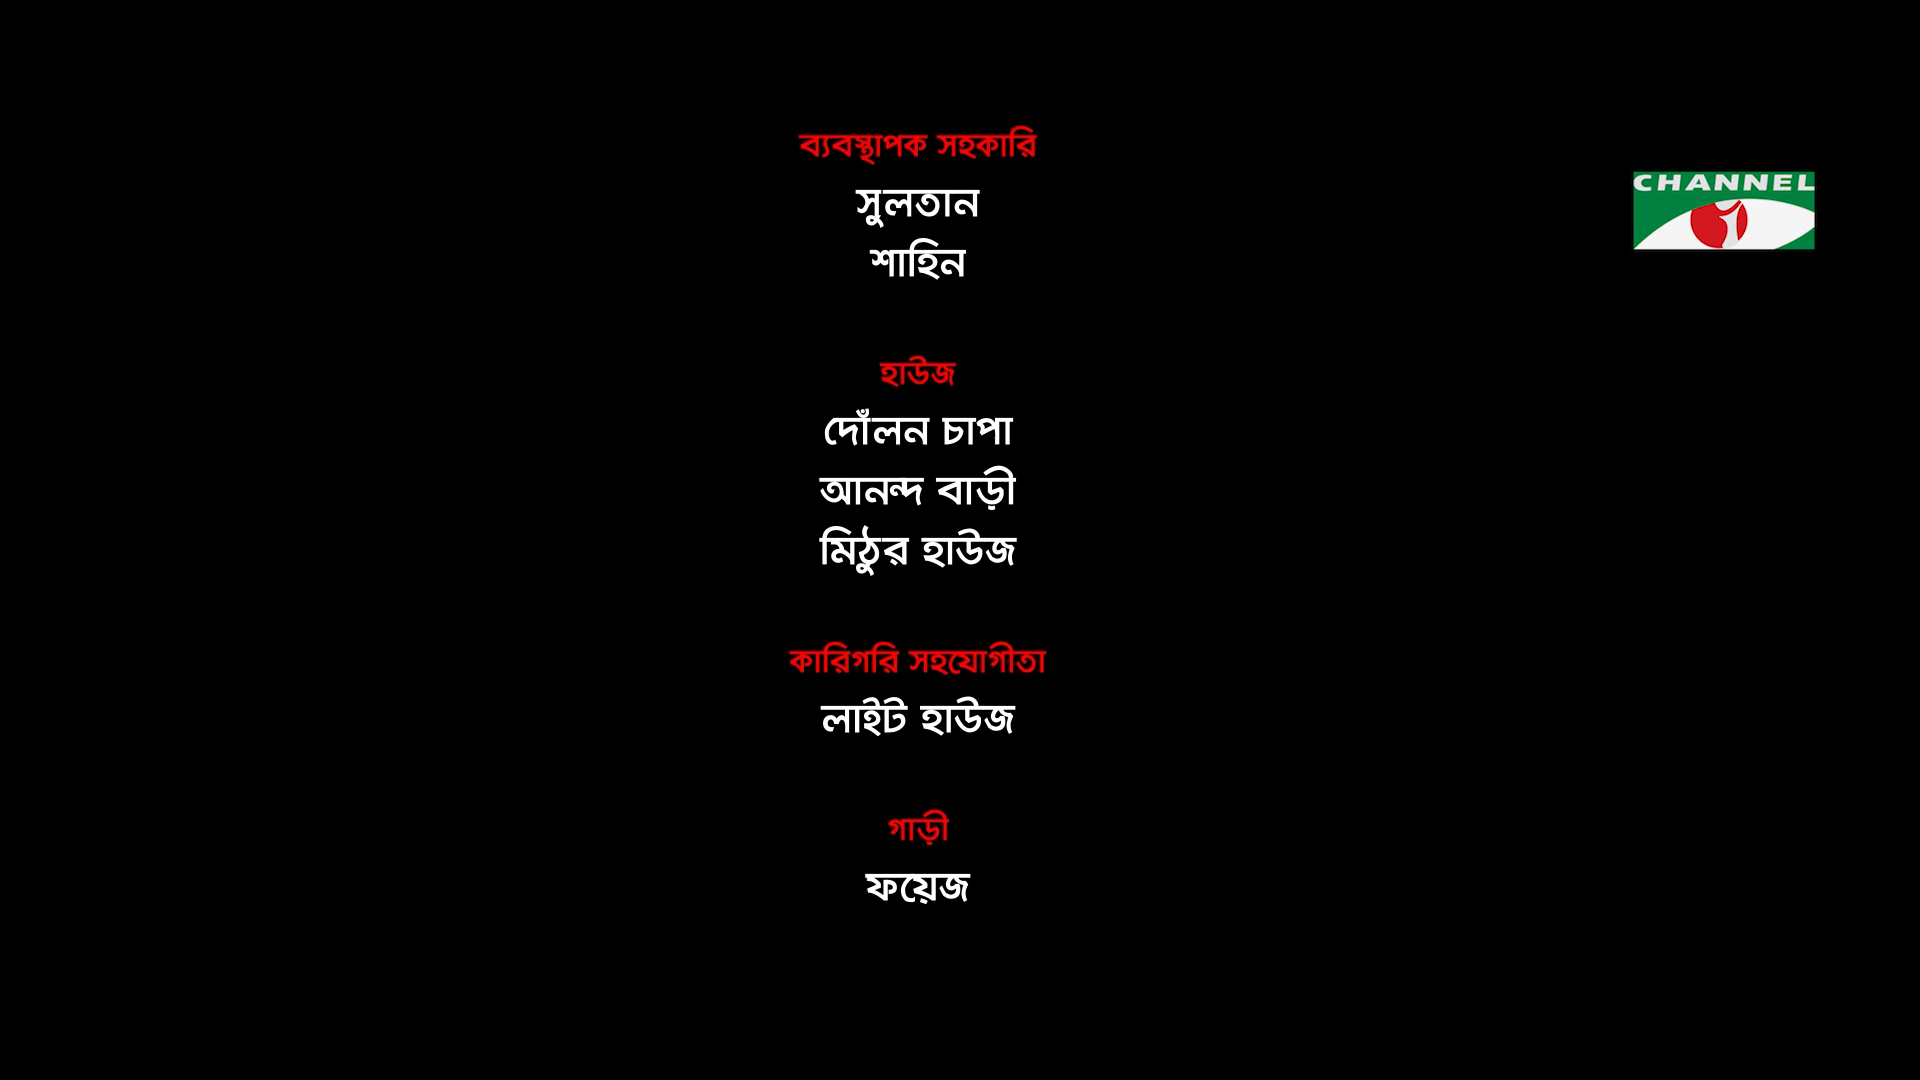 ব্যবস্থাপক সহকারি
সুলতান
শাহিন
CHANNEL i
হাউজ
দোঁলন চাপা
আনন্দ বাড়ী
মিঠুর হাউজ
কারিগরি সহযোগীতা
লাইট হাউজ
গাড়ী
ফয়েজ